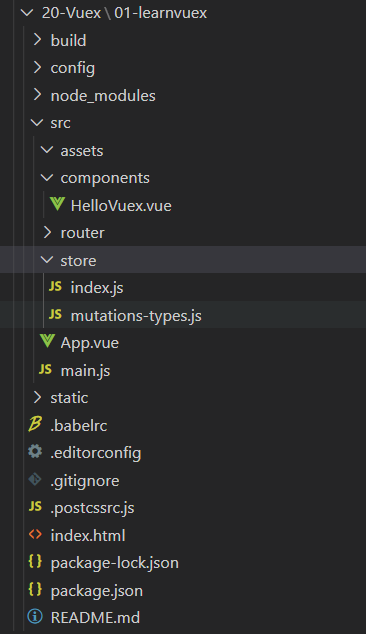 20-Vuex \ 01-learnvuex
build
config
node_modules
src
assets
components
HelloVuex.vue
router
store
JS index.js
JS mutations-types.js
App.vue
JS main.js
static
.babelrc
.editorconfig
.gitignore
JS .postcssrc.js
<> index.html
{ } package-lock.json
{ } package.json
README.md